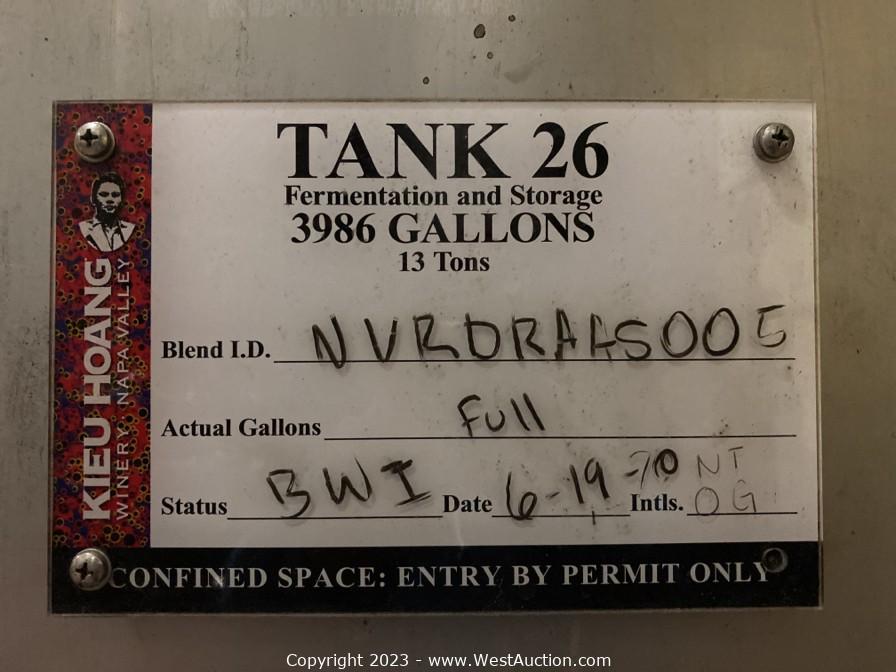 TANK 26
Fermentation and Storage
3986 GALLONS
13 Tons
KIEU HOANG
WINERY NAPA VALLEY
Blend I.D. NVRDRAAS005
Actual Gallons Full
Status BWI Date 6-19-20 Intls. NT
OG
CONFINED SPACE: ENTRY BY PERMIT ONLY
Copyright 2023 - www.WestAuction.com